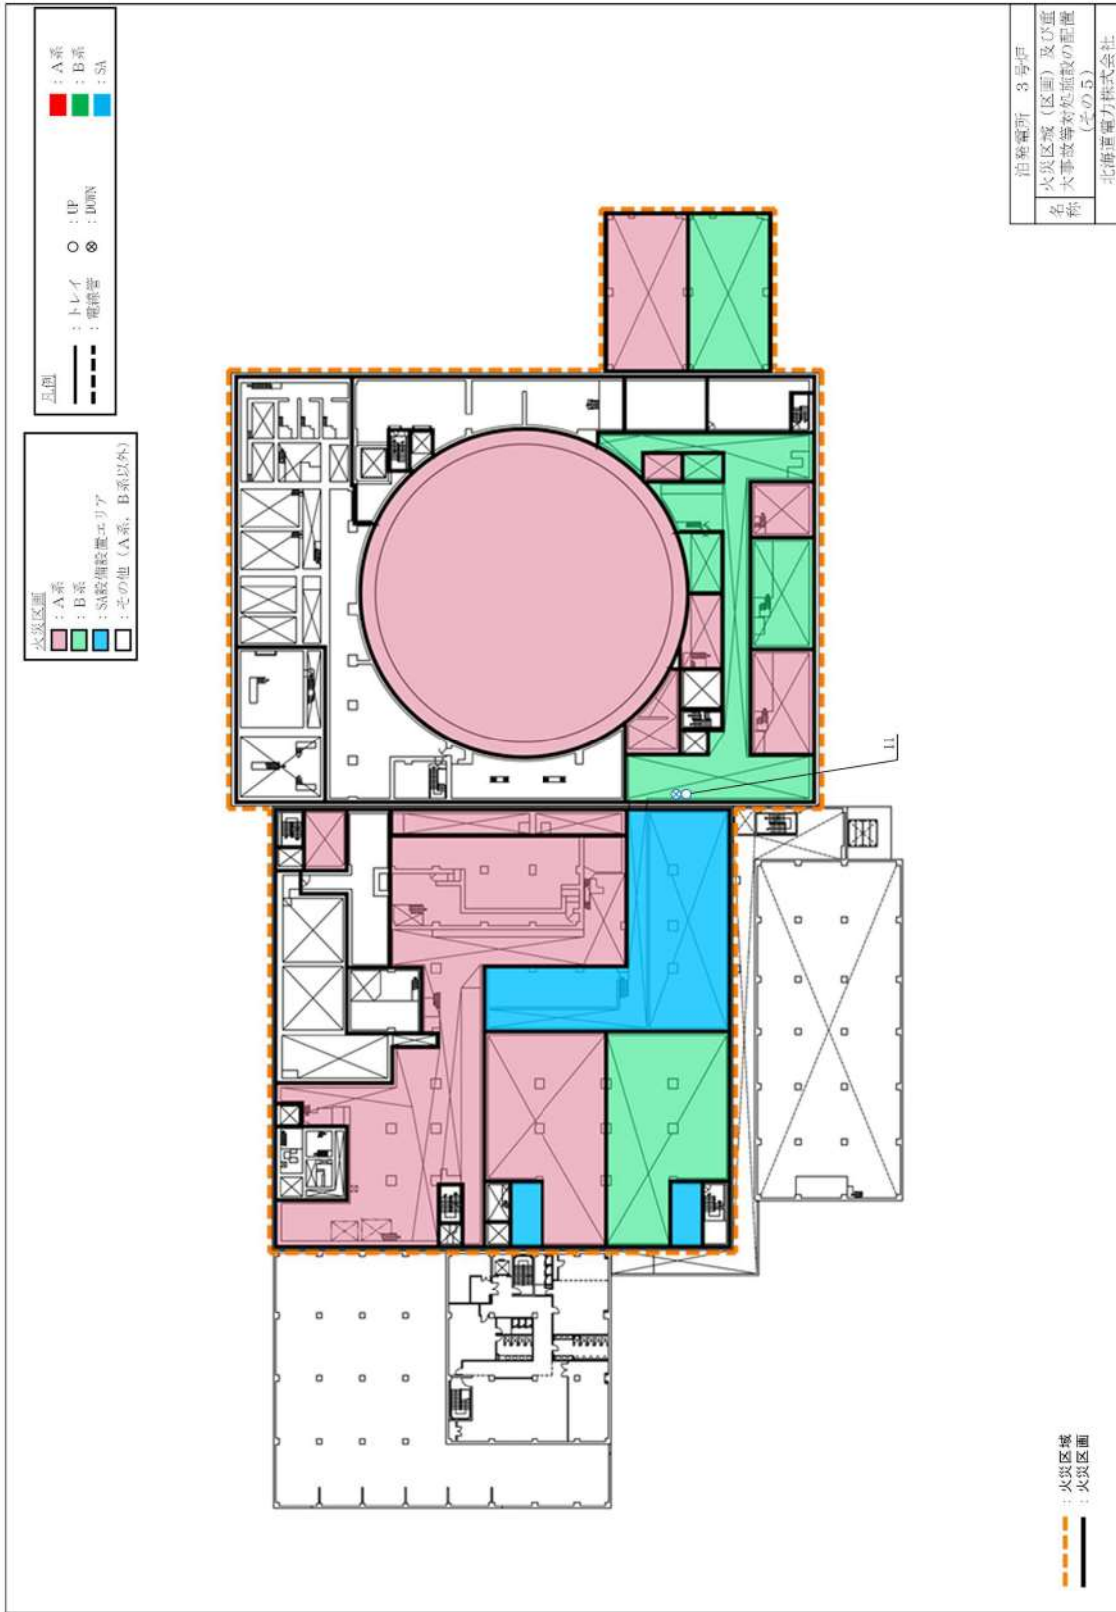 火災区画
：A系
：B系
：SA設備設置エリア
：その他（A系，B系以外）
凡例
：トレイ
：電線管
○：UP
⊗：DOWN
：A系
：B系
：SA
11
：火災区域
：火災区画
泊発電所　3号炉
名称
火災区域（区画）及び重
大事故等対処施設の配置
（その5）
北海道電力株式会社